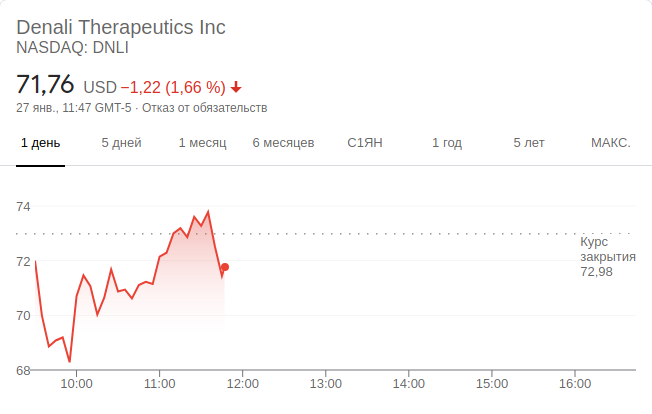 Denali Therapeutics Inc
NASDAQ: DNLI
71,76 USD −1,22 (1,66 %)
27 янв., 11:47 GMT-5 · Отказ от обязательств
1 день 5 дней 1 месяц 6 месяцев С1ЯН 1 год 5 лет МАКС.
74
Курс
закрытия
72,98
72
70
68
10:00 11:00 12:00 13:00 14:00 15:00 16:00